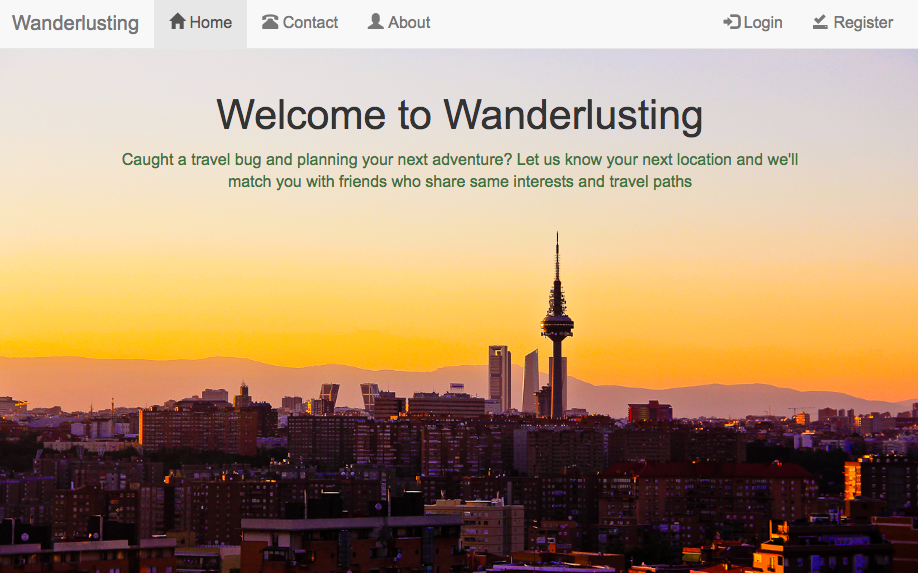 Wanderlusting Home Contact About Login Register
Welcome to Wanderlusting
Caught a travel bug and planning your next adventure? Let us know your next location and we'll
match you with friends who share same interests and travel paths